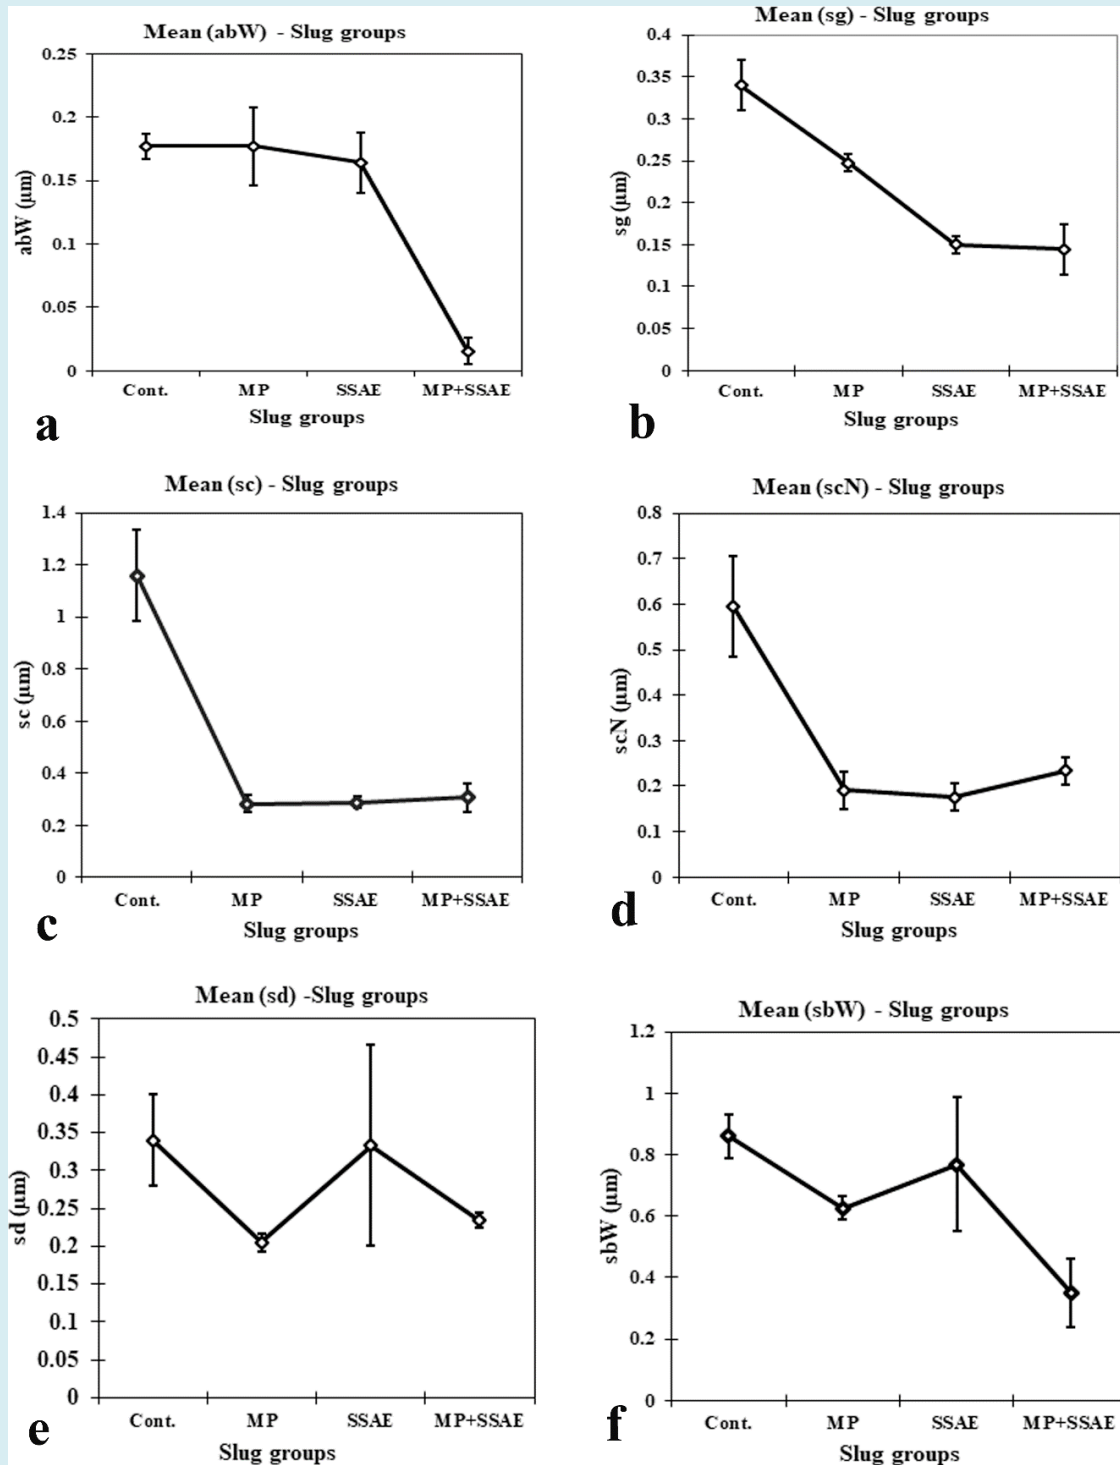 Mean (abW) - Slug groups
0.25
0.2
0.15
0.1
0.05
0
abW (μm)
Cont. MP SSAE MP+SSAE
Slug groups
a
Mean (sg) - Slug groups
0.4
0.35
0.3
0.25
0.2
0.15
0.1
0.05
0
sg (μm)
Cont. MP SSAE MP+SSAE
Slug groups
b
Mean (sc) - Slug groups
1.4
1.2
1
0.8
0.6
0.4
0.2
0
sc (μm)
Cont. MP SSAE MP+SSAE
Slug groups
c
Mean (scN) - Slug groups
0.8
0.7
0.6
0.5
0.4
0.3
0.2
0.1
0
scN (μm)
Cont. MP SSAE MP+SSAE
Slug groups
d
Mean (sd) -Slug groups
0.5
0.45
0.4
0.35
0.3
0.25
0.2
0.15
0.1
0.05
0
sd (μm)
Cont. MP SSAE MP+SSAE
Slug groups
e
Mean (sbW) - Slug groups
1.2
1
0.8
0.6
0.4
0.2
0
sbW (μm)
Cont. MP SSAE MP+SSAE
Slug groups
f